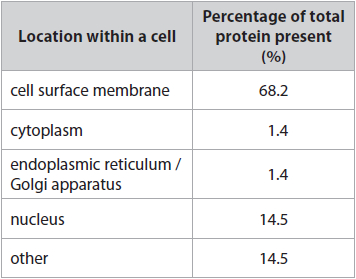 Location within a cell
Percentage of total
protein present
(%)
cell surface membrane
68.2
cytoplasm
1.4
endoplasmic reticulum /
Golgi apparatus
1.4
nucleus
14.5
other
14.5